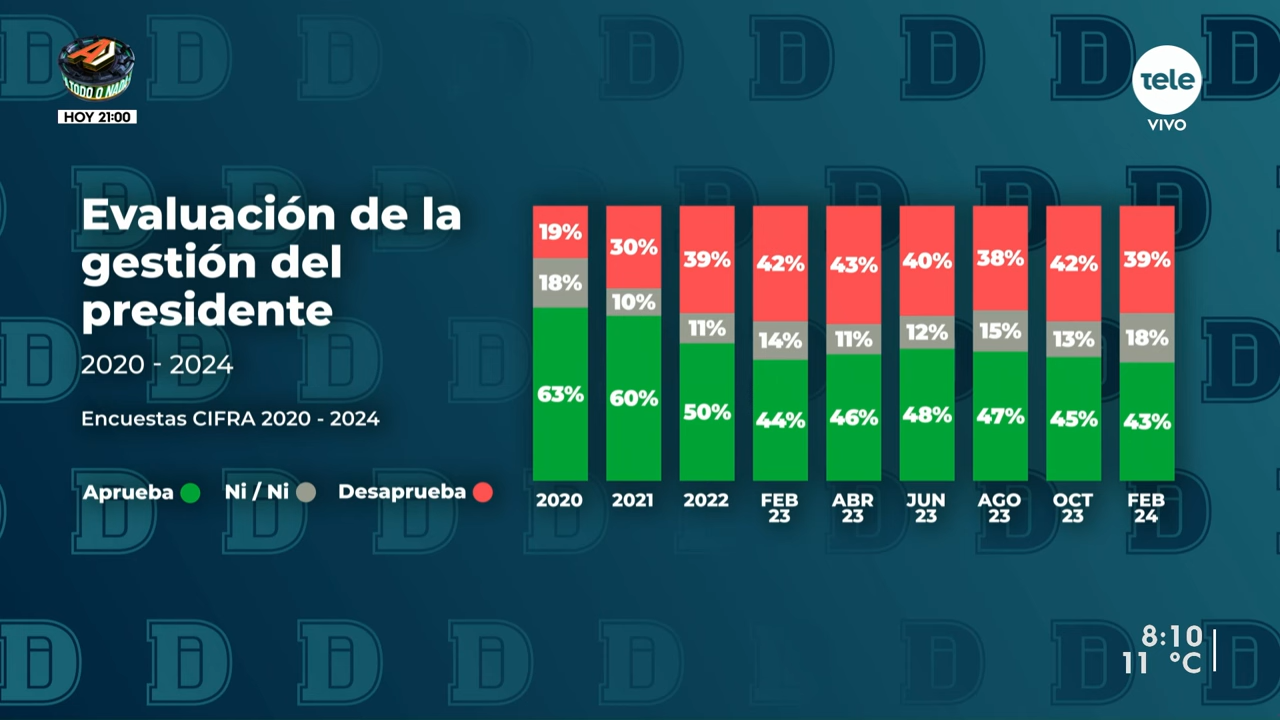 A TODO O NADA
HOY 21:00
tele
VIVO
Evaluación de la
gestión del
presidente
2020 - 2024
Encuestas CIFRA 2020 - 2024
Aprueba Ni / Ni Desaprueba
19% 30% 39% 42% 43% 40% 38% 42% 39%
18% 10% 11% 14% 11% 12% 15% 13% 18%
63% 60% 50% 44% 46% 48% 47% 45% 43%
2020 2021 2022 FEB ABR JUN AGO OCT FEB
23 23 23 23 23 24
8:10
11 °C